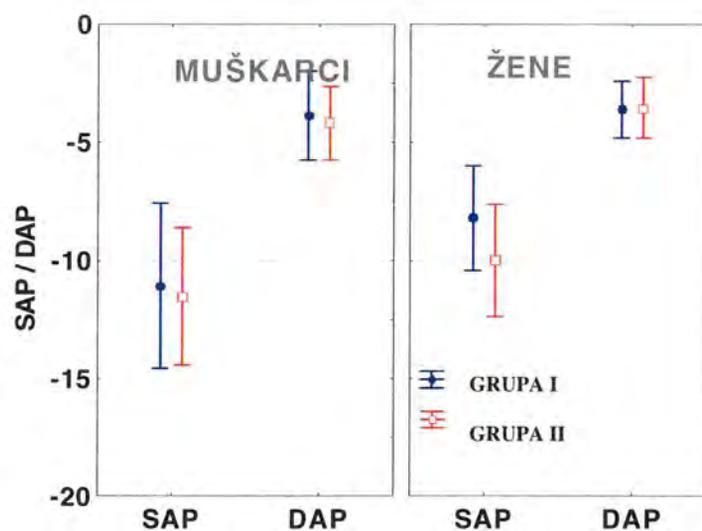 0
-5
-10
-15
-20
SAP / DAP
MUŠKARCI
ŽENE
GRUPA I
GRUPA II
SAP DAP SAP DAP